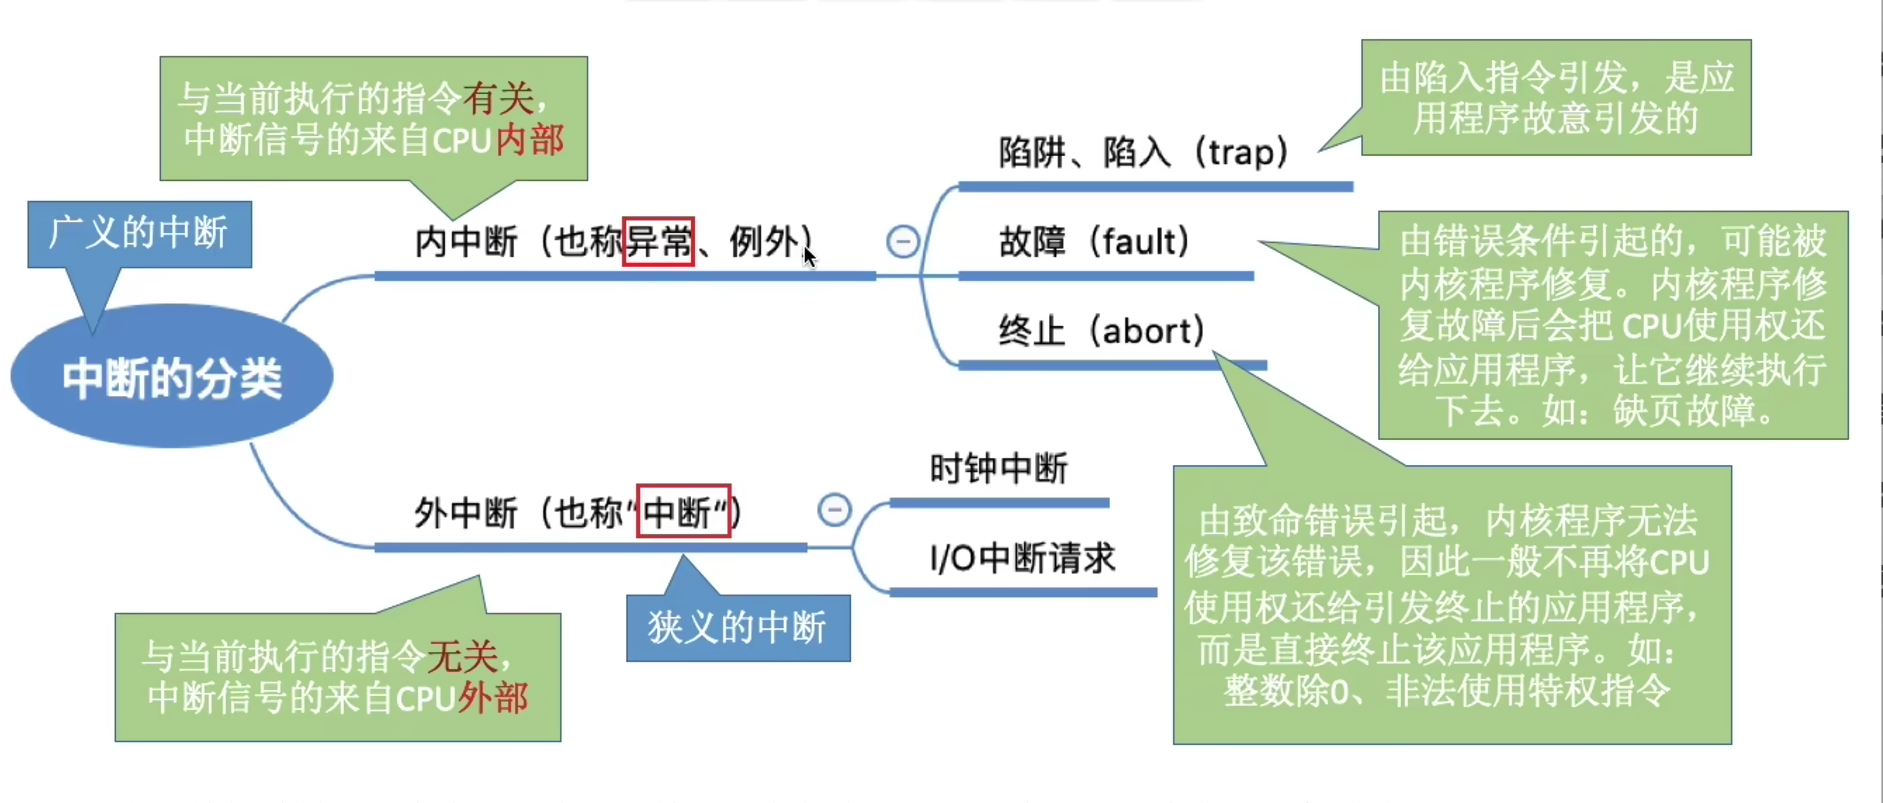 与当前执行的指令有关，
中断信号的来自CPU内部
广义的中断
中断的分类
内中断（也称异常、例外）
陷阱、陷入（trap）
由陷入指令引发，是应
用程序故意引发的
故障（fault）
由错误条件引起的，可能被
内核程序修复。内核程序修
复故障后会把 CPU使用权还
给应用程序，让它继续执行
下去。如：缺页故障。
终止（abort）
由致命错误引起，内核程序无法
修复该错误，因此一般不再将CPU
使用权还给引发终止的应用程序，
而是直接终止该应用程序。如：
整数除0、非法使用特权指令
外中断（也称“中断“）
时钟中断
I/O中断请求
狭义的中断
与当前执行的指令无关，
中断信号的来自CPU外部